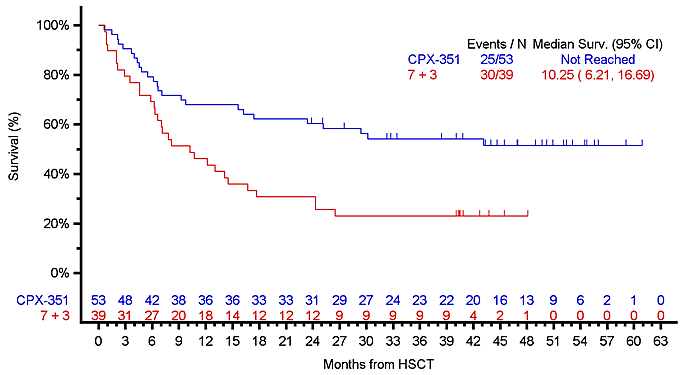 Events / N Median Surv. (95% CI)
CPX-351 25/53 Not Reached
7 + 3 30/39 10.25 ( 6.21, 16.69)
Survival (%)
100%
80%
60%
40%
20%
0%
CPX-351 53 48 42 38 36 36 33 33 31 29 27 24 23 22 20 16 13 9 6 2 1 0
7 + 3 39 31 27 20 18 14 12 12 12 9 9 9 9 9 4 2 1 0 0 0 0 0
0 3 6 9 12 15 18 21 24 27 30 33 36 39 42 45 48 51 54 57 60 63
Months from HSCT